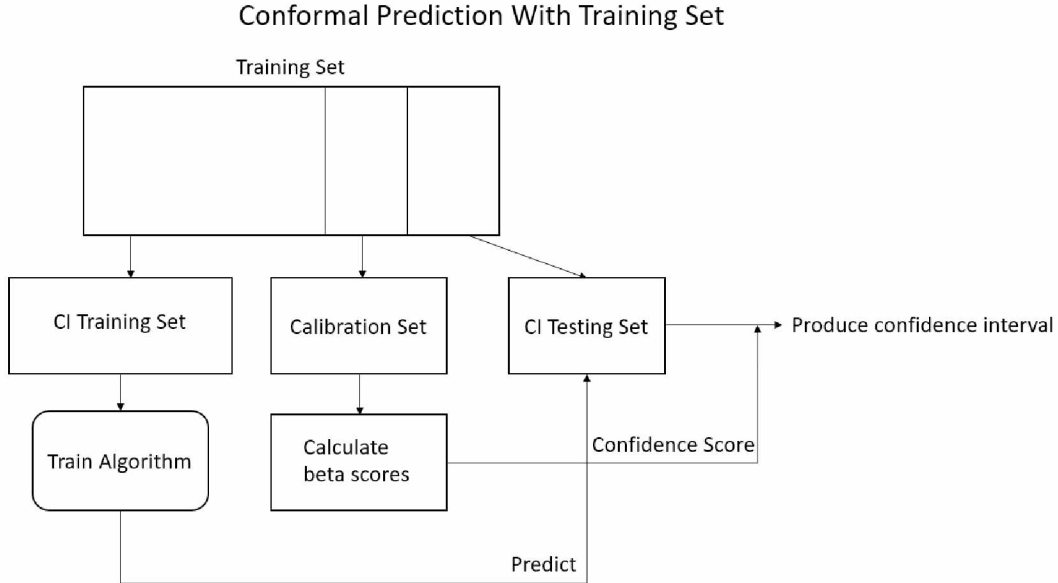 Conformal Prediction With Training Set
Training Set
CI Training Set
Calibration Set
CI Testing Set
Produce confidence interval
Train Algorithm
Calculate
beta scores
Confidence Score
Predict